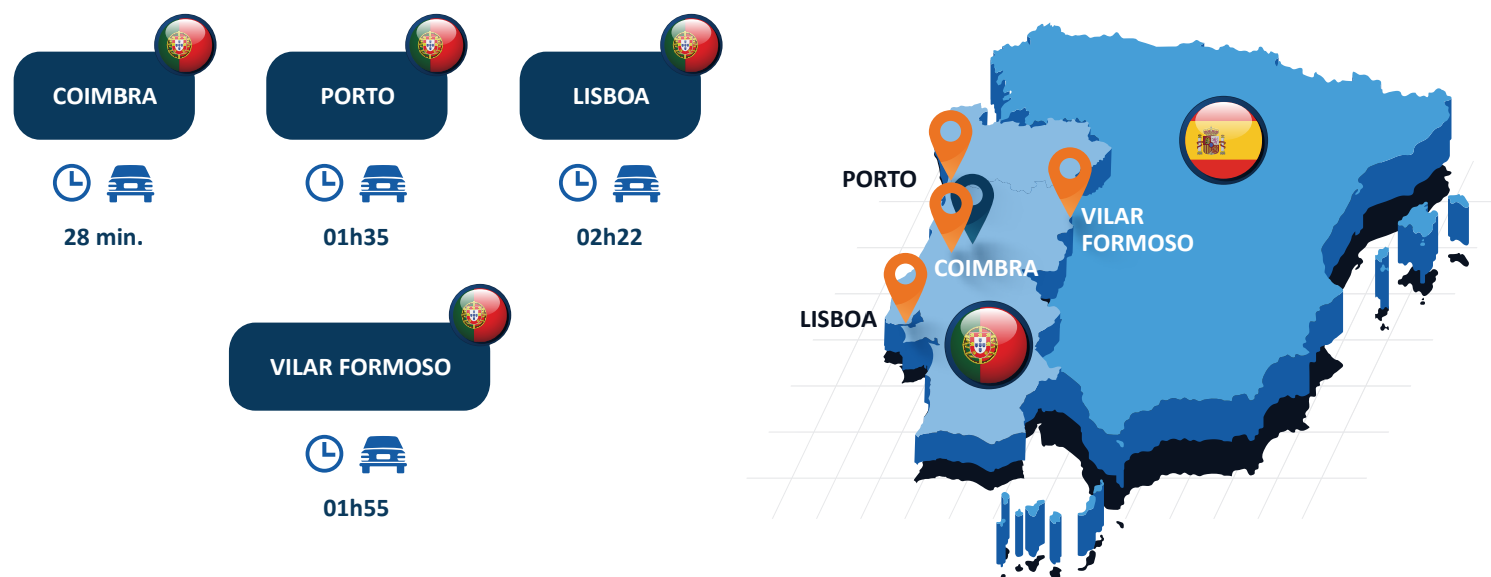 COIMBRA
28 min.
PORTO
01h35
LISBOA
02h22
VILAR FORMOSO
01h55
PORTO
VILAR
FORMOSO
COIMBRA
LISBOA